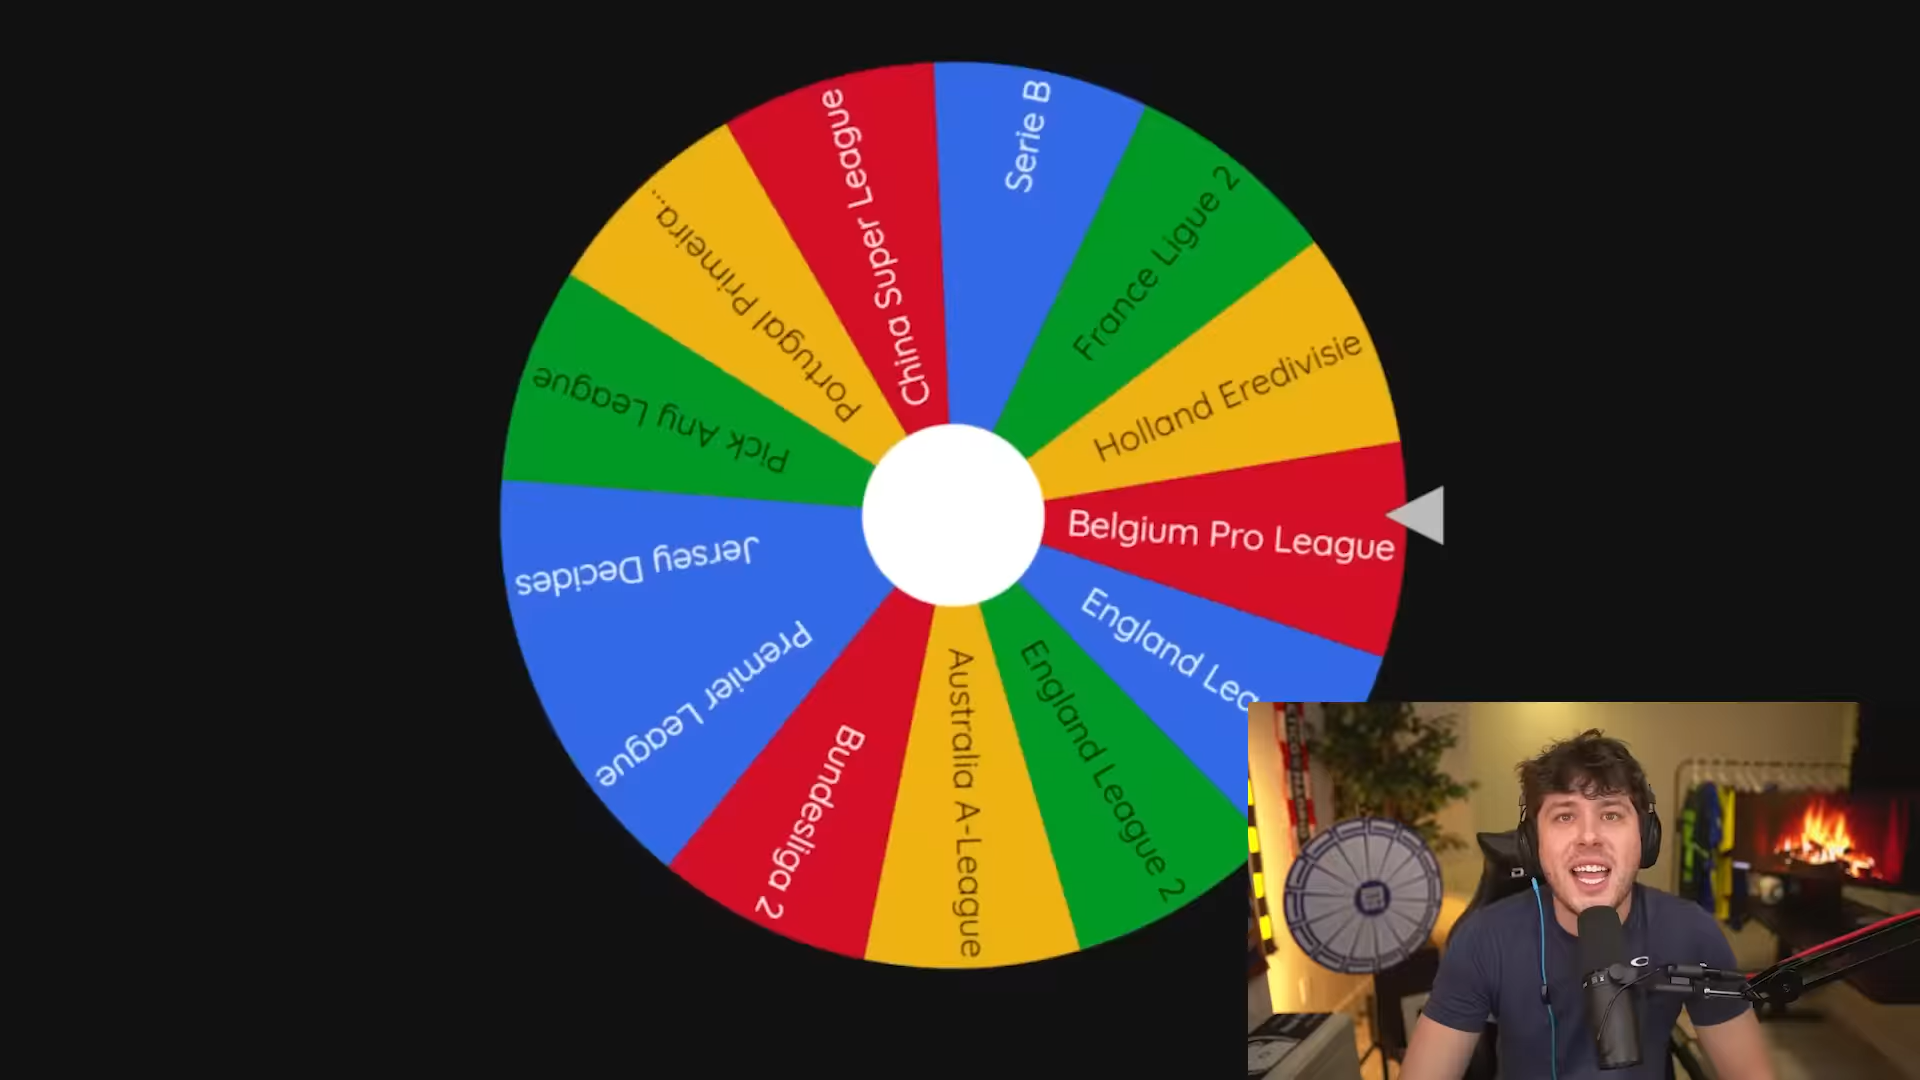 Serie B
France Ligue 2
Holland Eredivisie
Belgium Pro League
England Lea
England League 2
Australia A-League
Bundesliga 2
Premier League
Jersey Decides
Pick Any League
Portugal Primeira...
China Super League